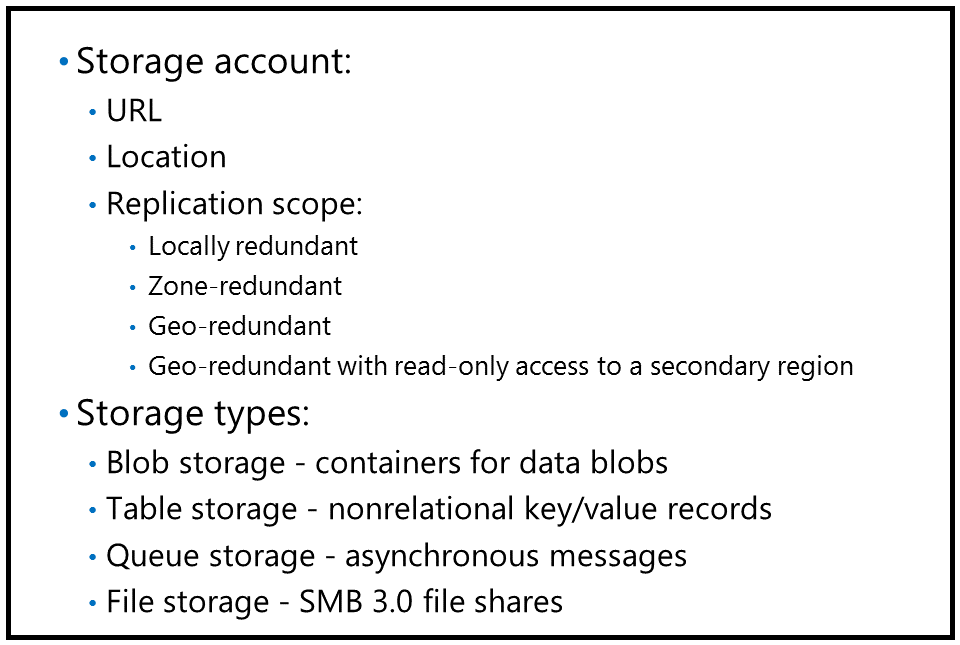 • Storage account:
• URL
• Location
• Replication scope:
• Locally redundant
• Zone-redundant
• Geo-redundant
• Geo-redundant with read-only access to a secondary region
• Storage types:
• Blob storage - containers for data blobs
• Table storage - nonrelational key/value records
• Queue storage - asynchronous messages
• File storage - SMB 3.0 file shares